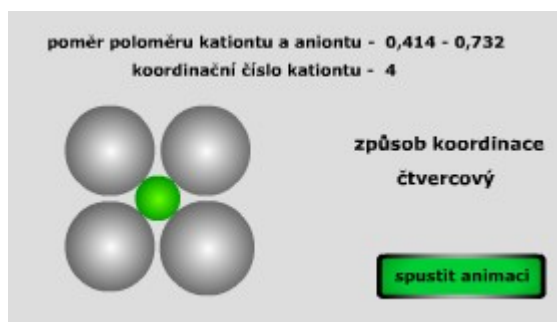 poměr poloměru kationtu a aniontu - 0,414 - 0,732
koordinační číslo kationtu - 4
způsob koordinace
čtvercový
spustit animaci